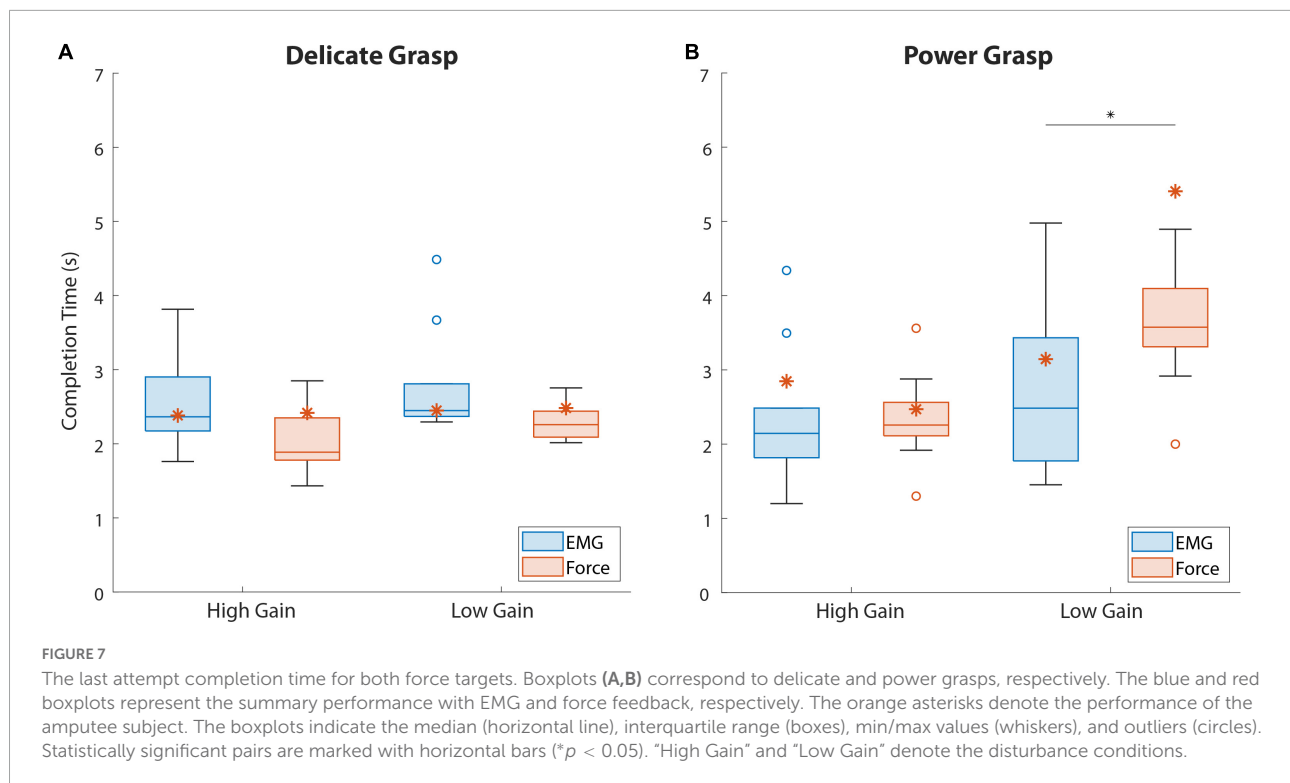 A
Delicate Grasp
7
6
5
4
3
2
1
0
Completion Time (s)
High Gain
Low Gain
EMG
Force
B
Power Grasp
7
6
5
4
3
2
1
0
*
High Gain
Low Gain
EMG
Force
FIGURE 7
The last attempt completion time for both force targets. Boxplots (A,B) correspond to delicate and power grasps, respectively. The blue and red
boxplots represent the summary performance with EMG and force feedback, respectively. The orange asterisks denote the performance of the
amputee subject. The boxplots indicate the median (horizontal line), interquartile range (boxes), min/max values (whiskers), and outliers (circles).
Statistically significant pairs are marked with horizontal bars (*p < 0.05). “High Gain” and “Low Gain” denote the disturbance conditions.